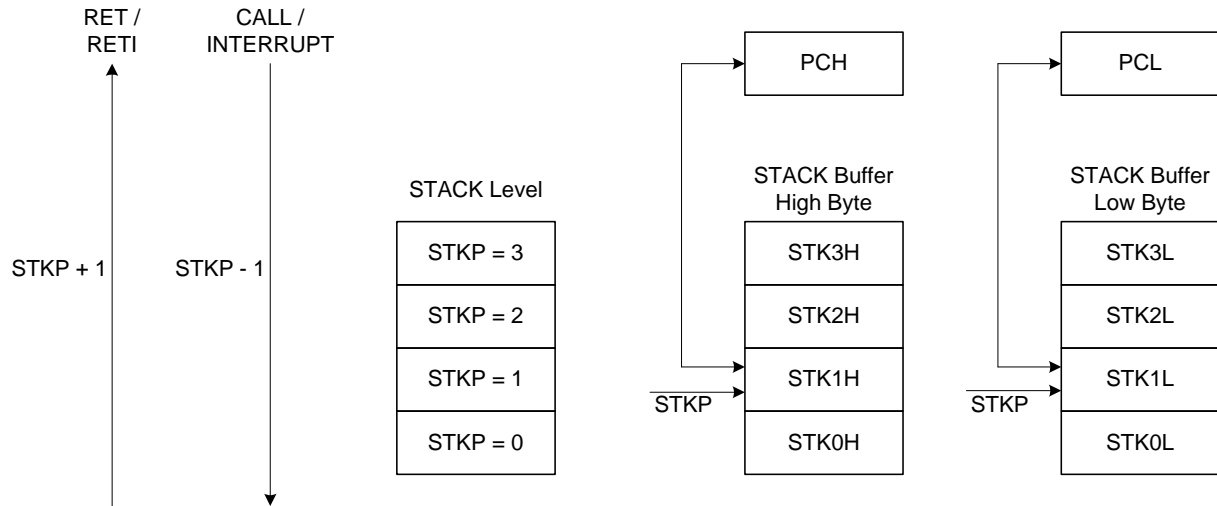 RET /
RETI
CALL /
INTERRUPT
PCH
PCL
STACK Level
STACK Buffer
High Byte
STACK Buffer
Low Byte
STKP + 1
STKP - 1
STKP = 3
STKP = 2
STKP = 1
STKP = 0
STK3H
STK2H
STK1H
STK0H
STKP
STK3L
STK2L
STK1L
STK0L
STKP